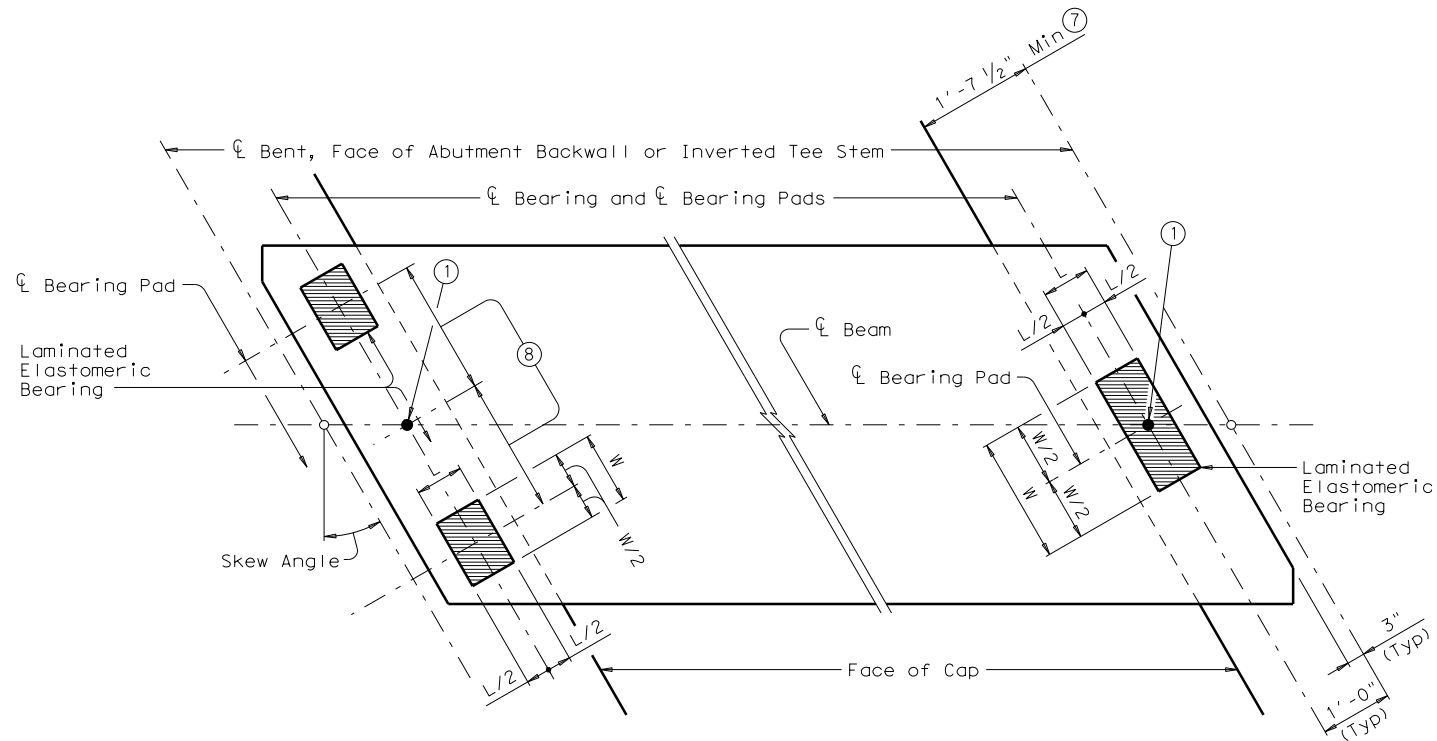 1'-7 1/2" Min 7
℄ Bent, Face of Abutment Backwall or Inverted Tee Stem
℄ Bearing and ℄ Bearing Pads
1
1
℄ Bearing Pad
L
L/2
L/2
℄ Beam
Laminated
Elastomeric
Bearing
8
℄ Bearing Pad
W/2
W
W/2
L
W
W/2
Laminated
Elastomeric
Bearing
Skew Angle
L/2
L/2
Face of Cap
3"
(Typ)
1'-0"
(Typ)